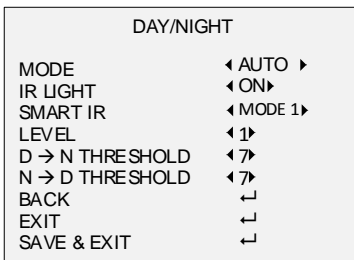 DAY/NIGHT
MODE AUTO
IR LIGHT ON
SMART IR MODE 1
LEVEL 1
D → N THRESHOLD 7
N → D THRESHOLD 7
BACK ↵
EXIT ↵
SAVE & EXIT ↵